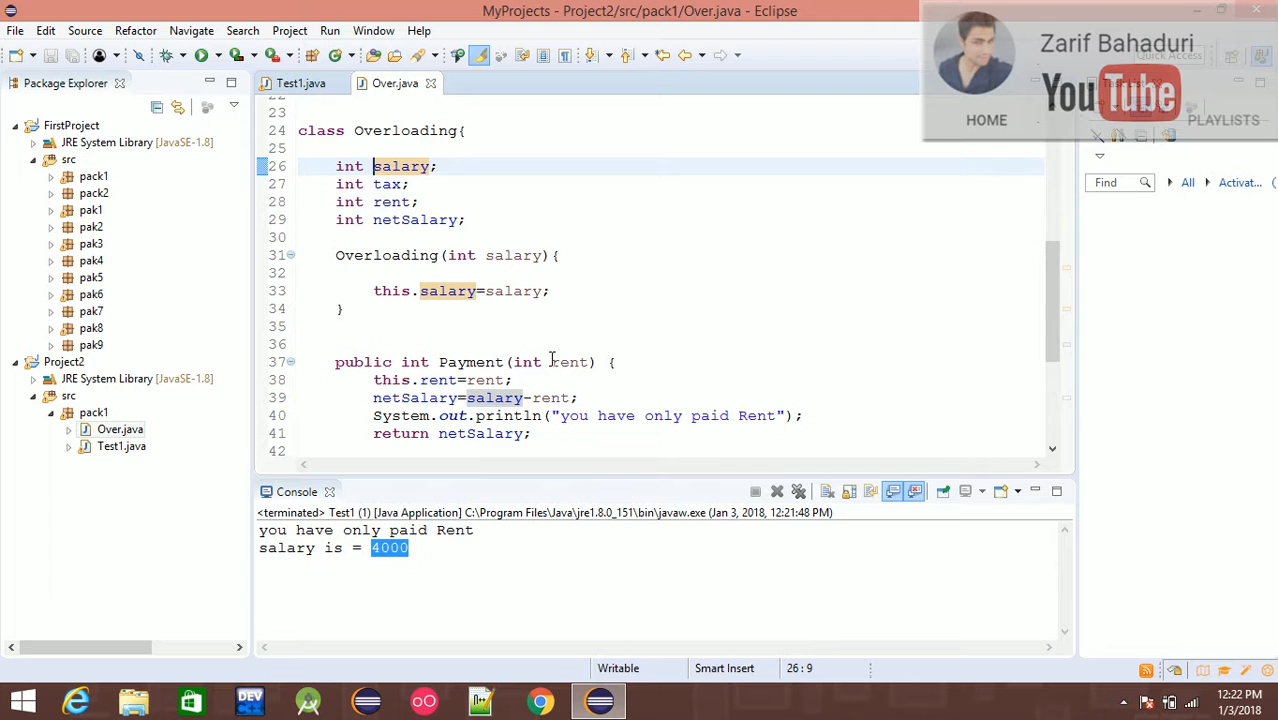 MyProjects - Project2/src/pack1/Over.java - Eclipse
File Edit Source Refactor Navigate Search Project Run Window Help
Zarif Bahaduri
YouTube
HOME
PLAYLISTS
Quick Access
Package Explorer
Test1.java
Over.java
FirstProject
JRE System Library [JavaSE-1.8]
src
pack1
pack2
pak1
pak2
pak3
pak4
pak5
pak6
pak7
pak8
pak9
Project2
JRE System Library [JavaSE-1.8]
src
pack1
Over.java
Test1.java
22
23
24 class Overloading{
25
26 int salary;
27 int tax;
28 int rent;
29 int netSalary;
30
31 Overloading(int salary){
32
33 this.salary=salary;
34 }
35
36
37 public int Payment(int rent) {
38 this.rent=rent;
39 netSalary=salary-rent;
40 System.out.println("you have only paid Rent");
41 return netSalary;
42
Find
All
Activat...
Console
<terminated> Test1 (1) [Java Application] C:\Program Files\Java\jre1.8.0_151\bin\javaw.exe (Jan 3, 2018, 12:21:48 PM)
you have only paid Rent
salary is = 4000
Writable
Smart Insert
26 : 9
DEV
12:22 PM
1/3/2018